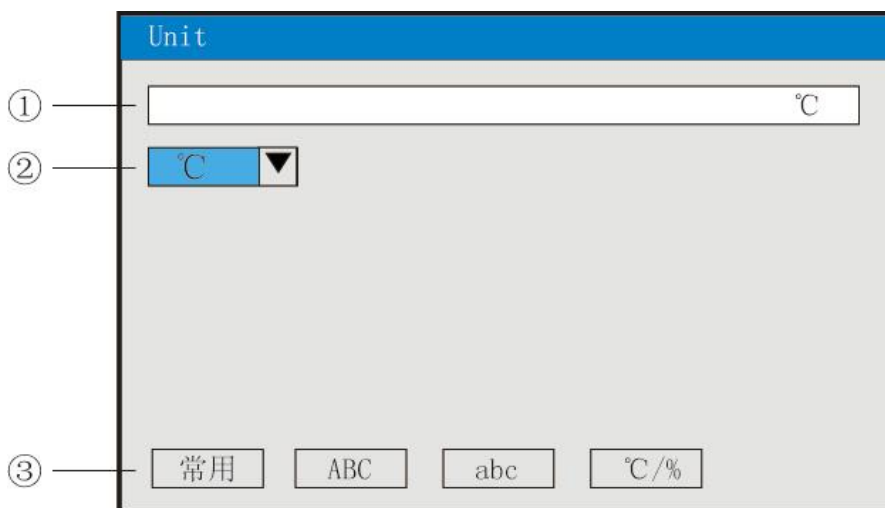 Unit
① ℃
② ℃ ▼
③ 常用 ABC abc ℃/%